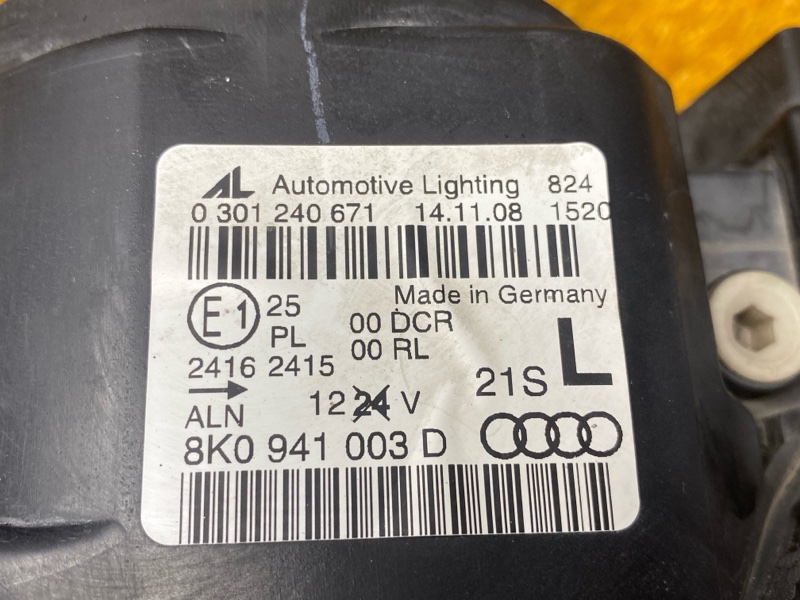 AL Automotive Lighting 824
0 301 240 671 14.11.08 1520
Made in Germany
E1 25 00 DCR
PL 00 RL
2416 2415
L
21S
12 24 V
ALN
8K0 941 003 D